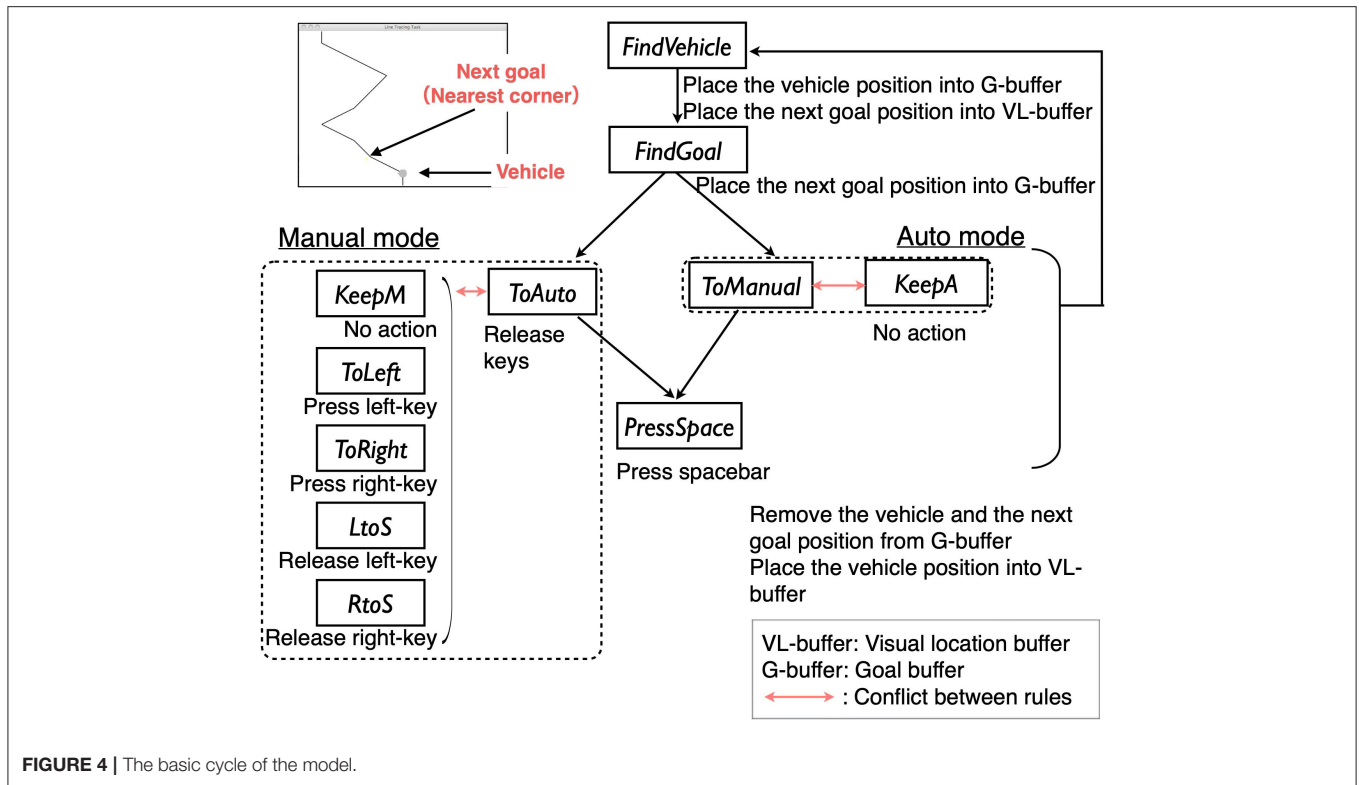 Line Tracing Task
Next goal
(Nearest corner)
Vehicle
FindVehicle
Place the vehicle position into G-buffer
Place the next goal position into VL-buffer
FindGoal
Place the next goal position into G-buffer
Manual mode
KeepM
No action
ToLeft
Press left-key
ToRight
Press right-key
LtoS
Release left-key
RtoS
Release right-key
ToAuto
Release
keys
Auto mode
ToManual
KeepA
No action
PressSpace
Press spacebar
Remove the vehicle and the next
goal position from G-buffer
Place the vehicle position into VL-
buffer
VL-buffer: Visual location buffer
G-buffer: Goal buffer
: Conflict between rules
FIGURE 4 | The basic cycle of the model.